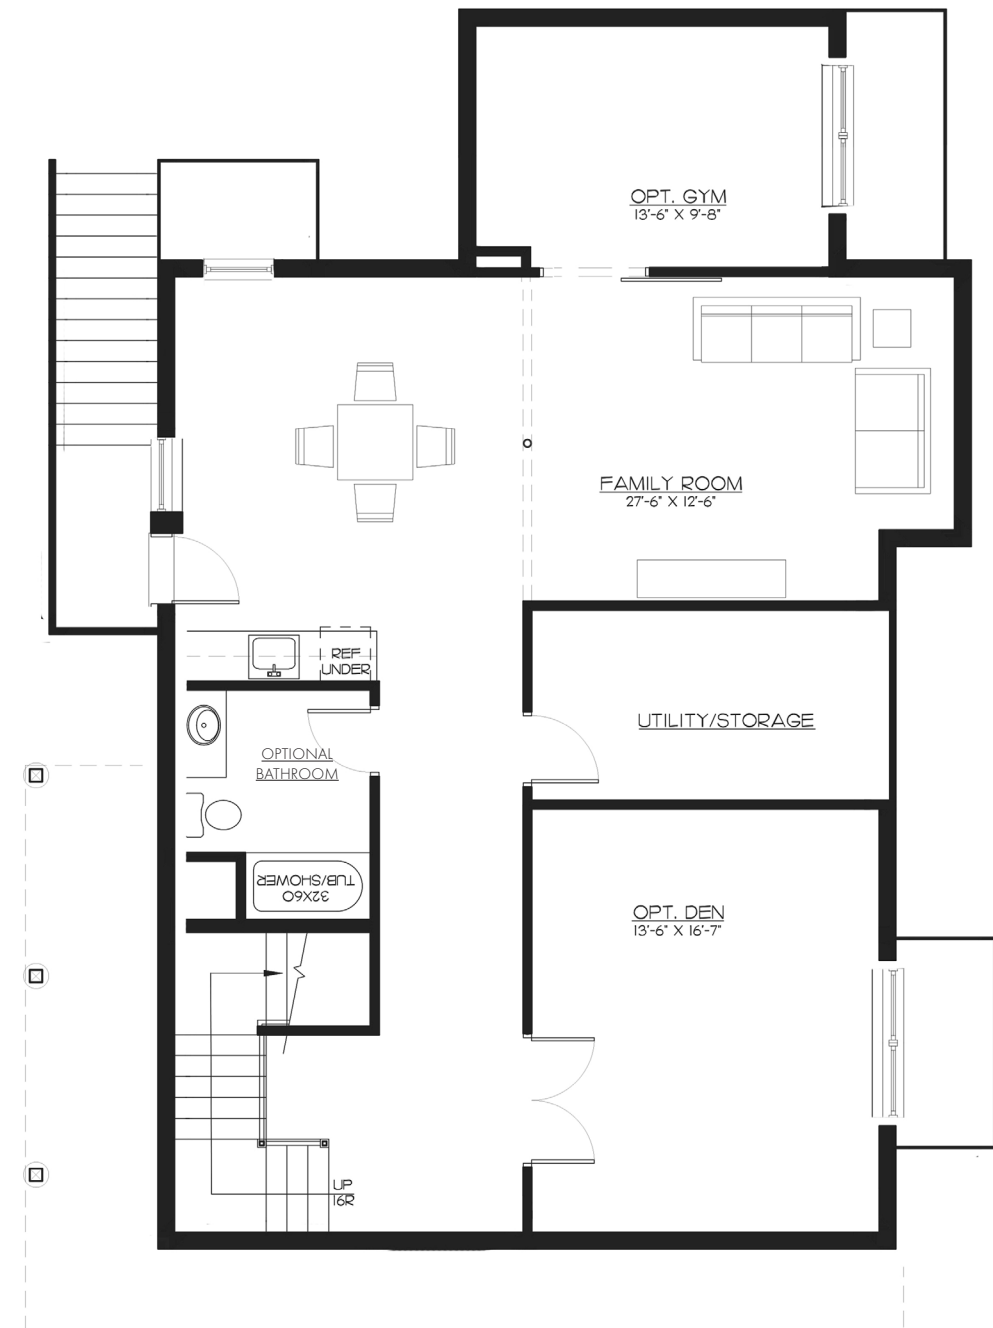 OPT. GYM
13'-6" X 9'-8"
FAMILY ROOM
27'-6" X 12'-6"
REF
UNDER
UTILITY/STORAGE
OPTIONAL
BATHROOM
32X60
TUB/SHOWER
OPT. DEN
13'-6" X 16'-7"
UP
16R